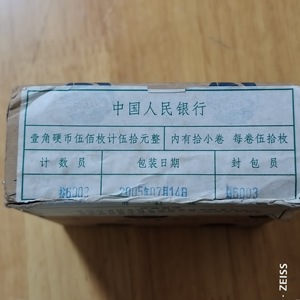 中国人民银行
壹角硬币伍佰枚计伍拾元整 内有拾小卷 每卷伍拾枚
计数员 包装日期 封包员
2005年07月14日
ZEISS